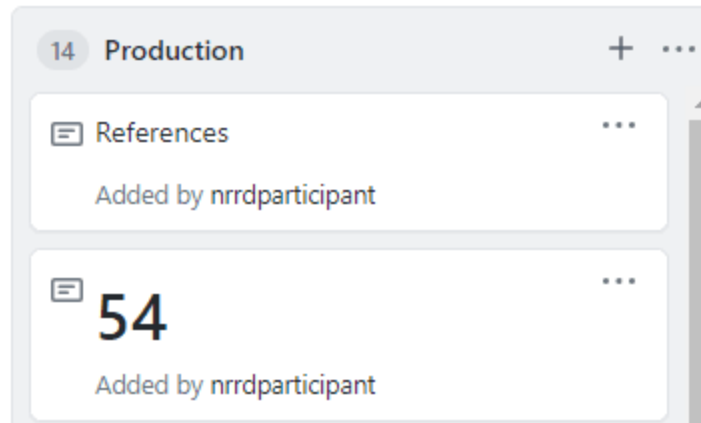 14 Production
References
Added by nrrdparticipant
54
Added by nrrdparticipant